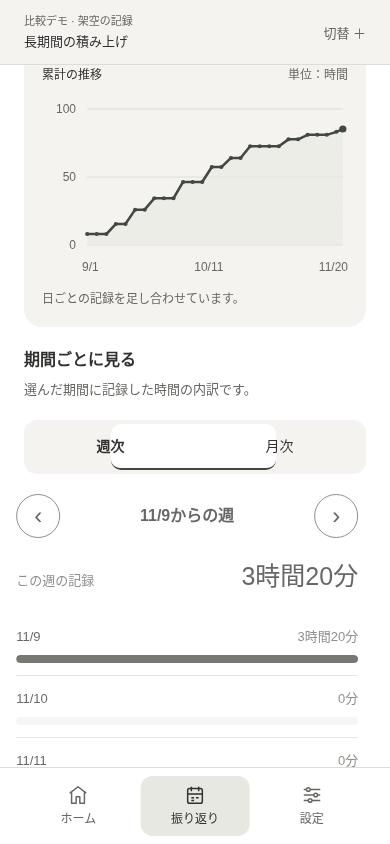 比較デモ · 架空の記録
長期間の積み上げ
切替 ＋
累計の推移
単位：時間
100
50
0
9/1
10/11
11/20
日ごとの記録を足し合わせています。
期間ごとに見る
選んだ期間に記録した時間の内訳です。
週次
月次
‹
11/9からの週
›
この週の記録
3時間20分
11/9
3時間20分
11/10
0分
11/11
0分
ホーム
振り返り
設定